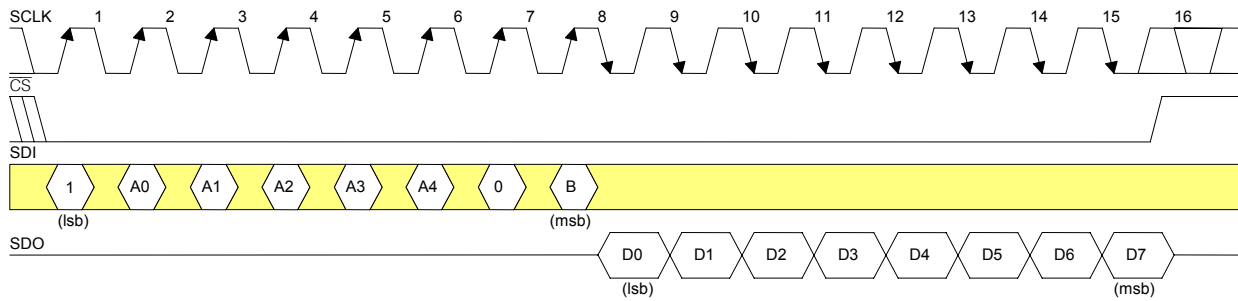 SCLK 1 2 3 4 5 6 7 8 9 10 11 12 13 14 15 16
CS
SDI
1 A0 A1 A2 A3 A4 0 B
(lsb) (msb)
SDO
D0 D1 D2 D3 D4 D5 D6 D7
(lsb) (msb)